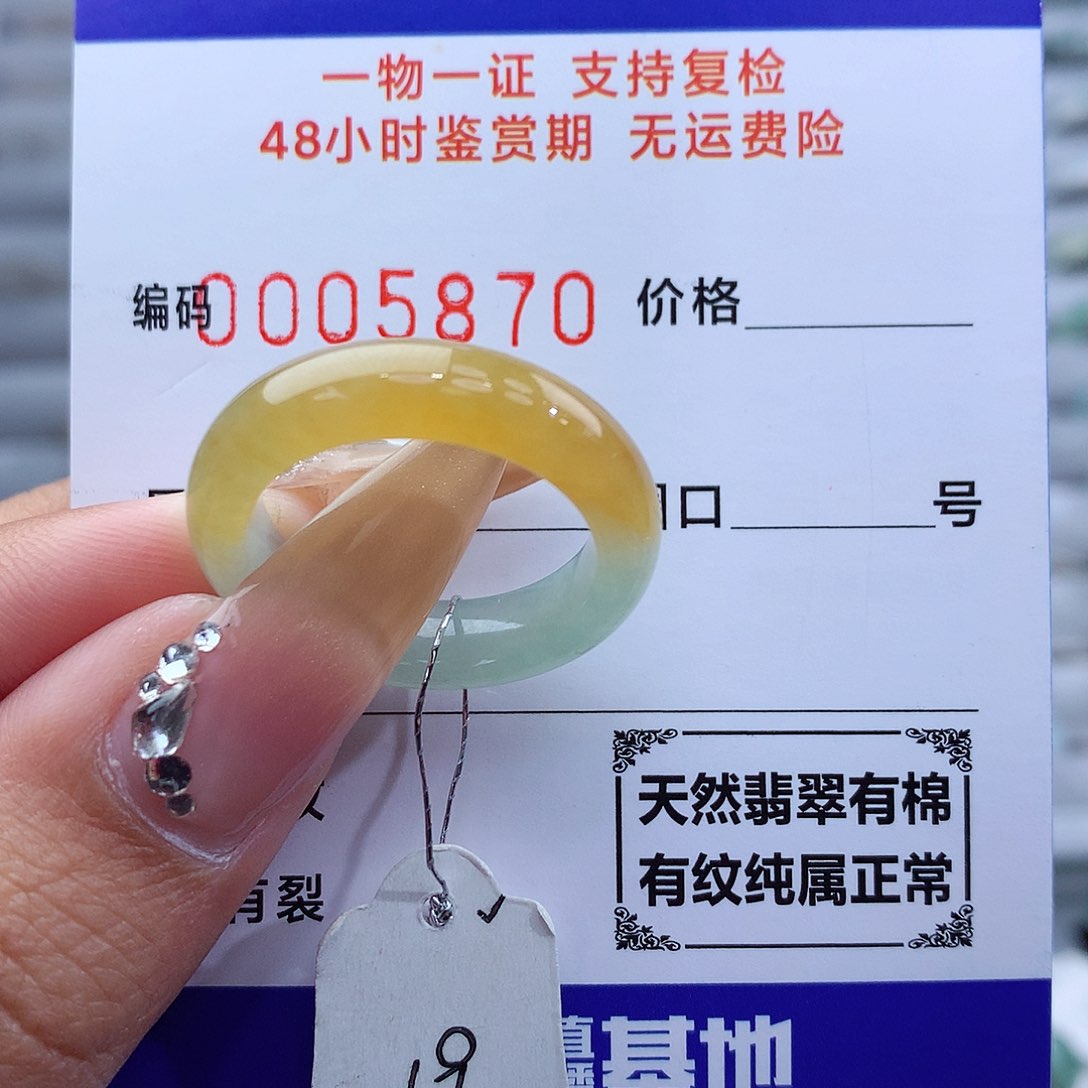 一物一证 支持复检
48小时鉴赏期 无运费险
编码0005870 价格
口 号
天然翡翠有棉
有纹纯属正常
有裂
19
基地